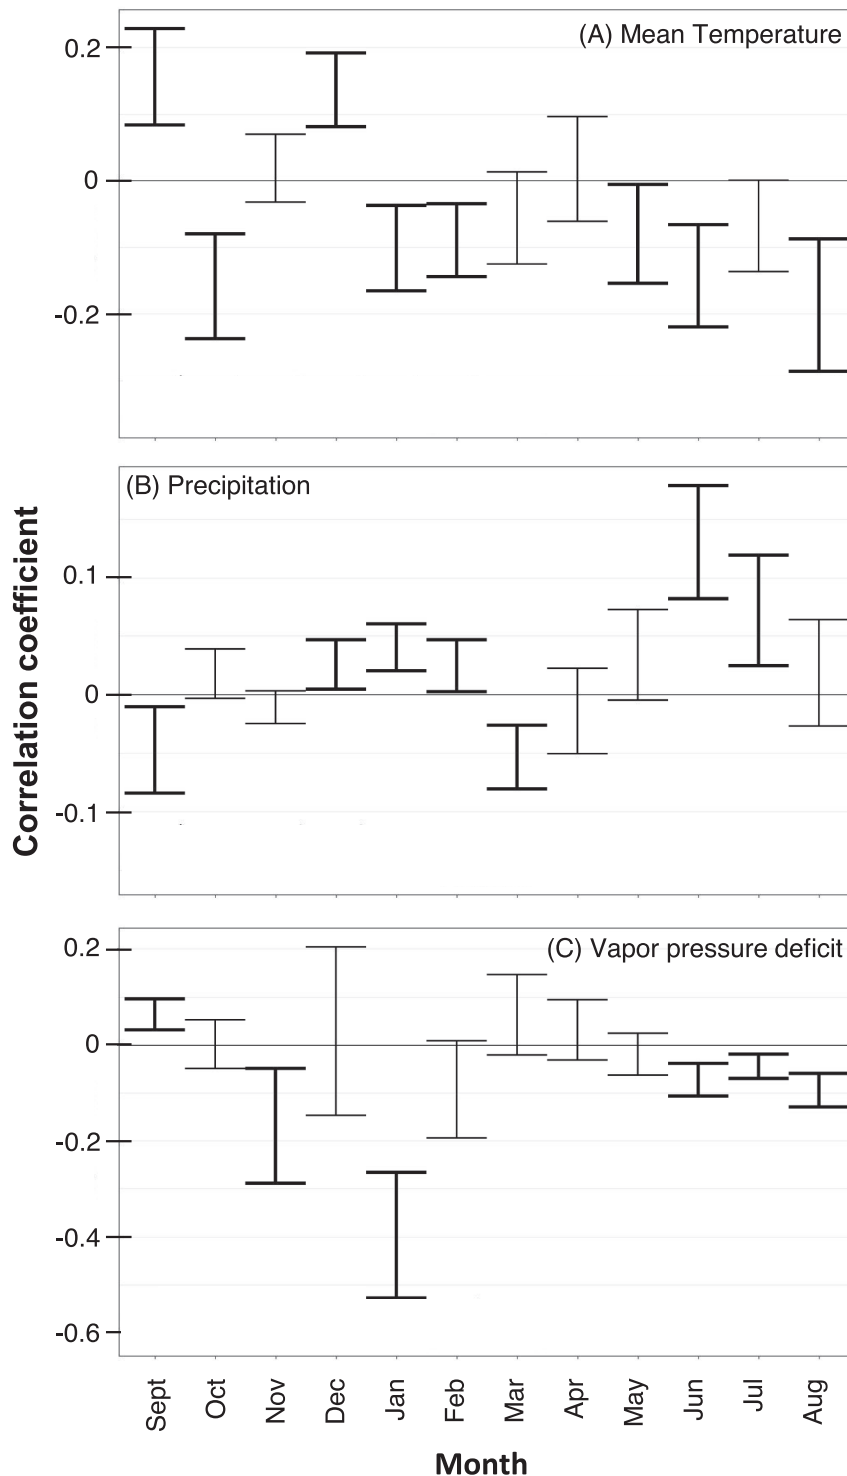 (A) Mean Temperature
0.2
0
-0.2
(B) Precipitation
0.1
0
-0.1
(C) Vapor pressure deficit
0.2
0
-0.2
-0.4
-0.6
Correlation coefficient
Sept Oct Nov Dec Jan Feb Mar Apr May Jun Jul Aug
Month